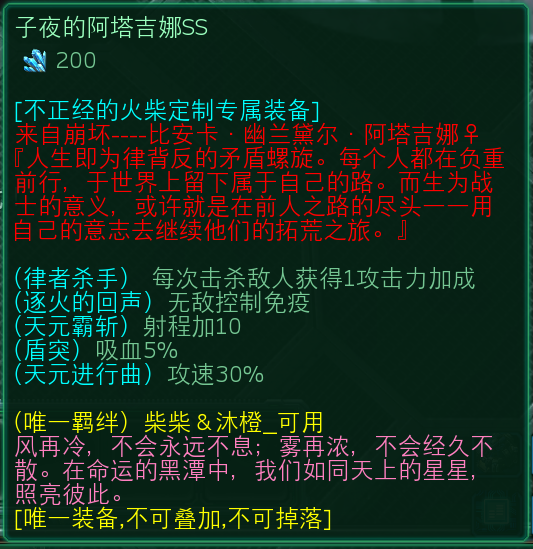 子夜的阿塔吉娜SS
200
[不正经的火柴定制专属装备]
来自崩坏----比安卡·幽兰黛尔·阿塔吉娜♀
『人生即为律背反的矛盾螺旋。每个人都在负重
前行，于世界上留下属于自己的路。而生为战
士的意义，或许就是在前人之路的尽头——用
自己的意志去继续他们的拓荒之旅。』
(律者杀手) 每次击杀敌人获得1攻击力加成
(逐火的回声) 无敌控制免疫
(天元霸斩) 射程加10
(盾突) 吸血5%
(天元进行曲) 攻速30%
(唯一羁绊) 柴柴＆沐橙_可用
风再冷，不会永远不息；雾再浓，不会经久不
散。在命运的黑潭中，我们如同天上的星星，
照亮彼此。
[唯一装备,不可叠加,不可掉落]